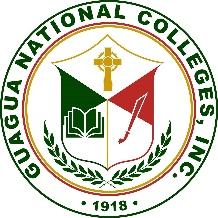 GUAGUA NATIONAL COLLEGES, INC.
· 1918 ·